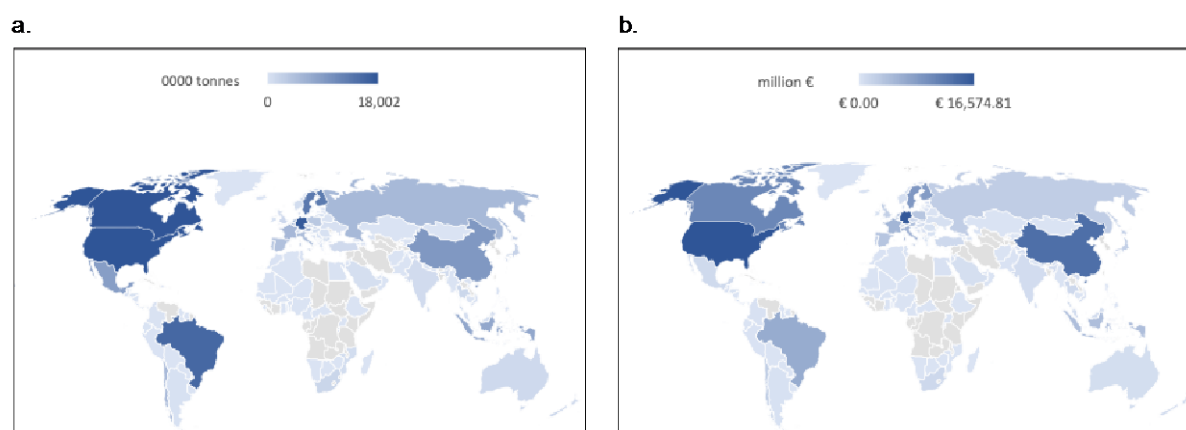 a.
0000 tonnes
0
18,002
b.
million €
€ 0.00
€ 16,574.81